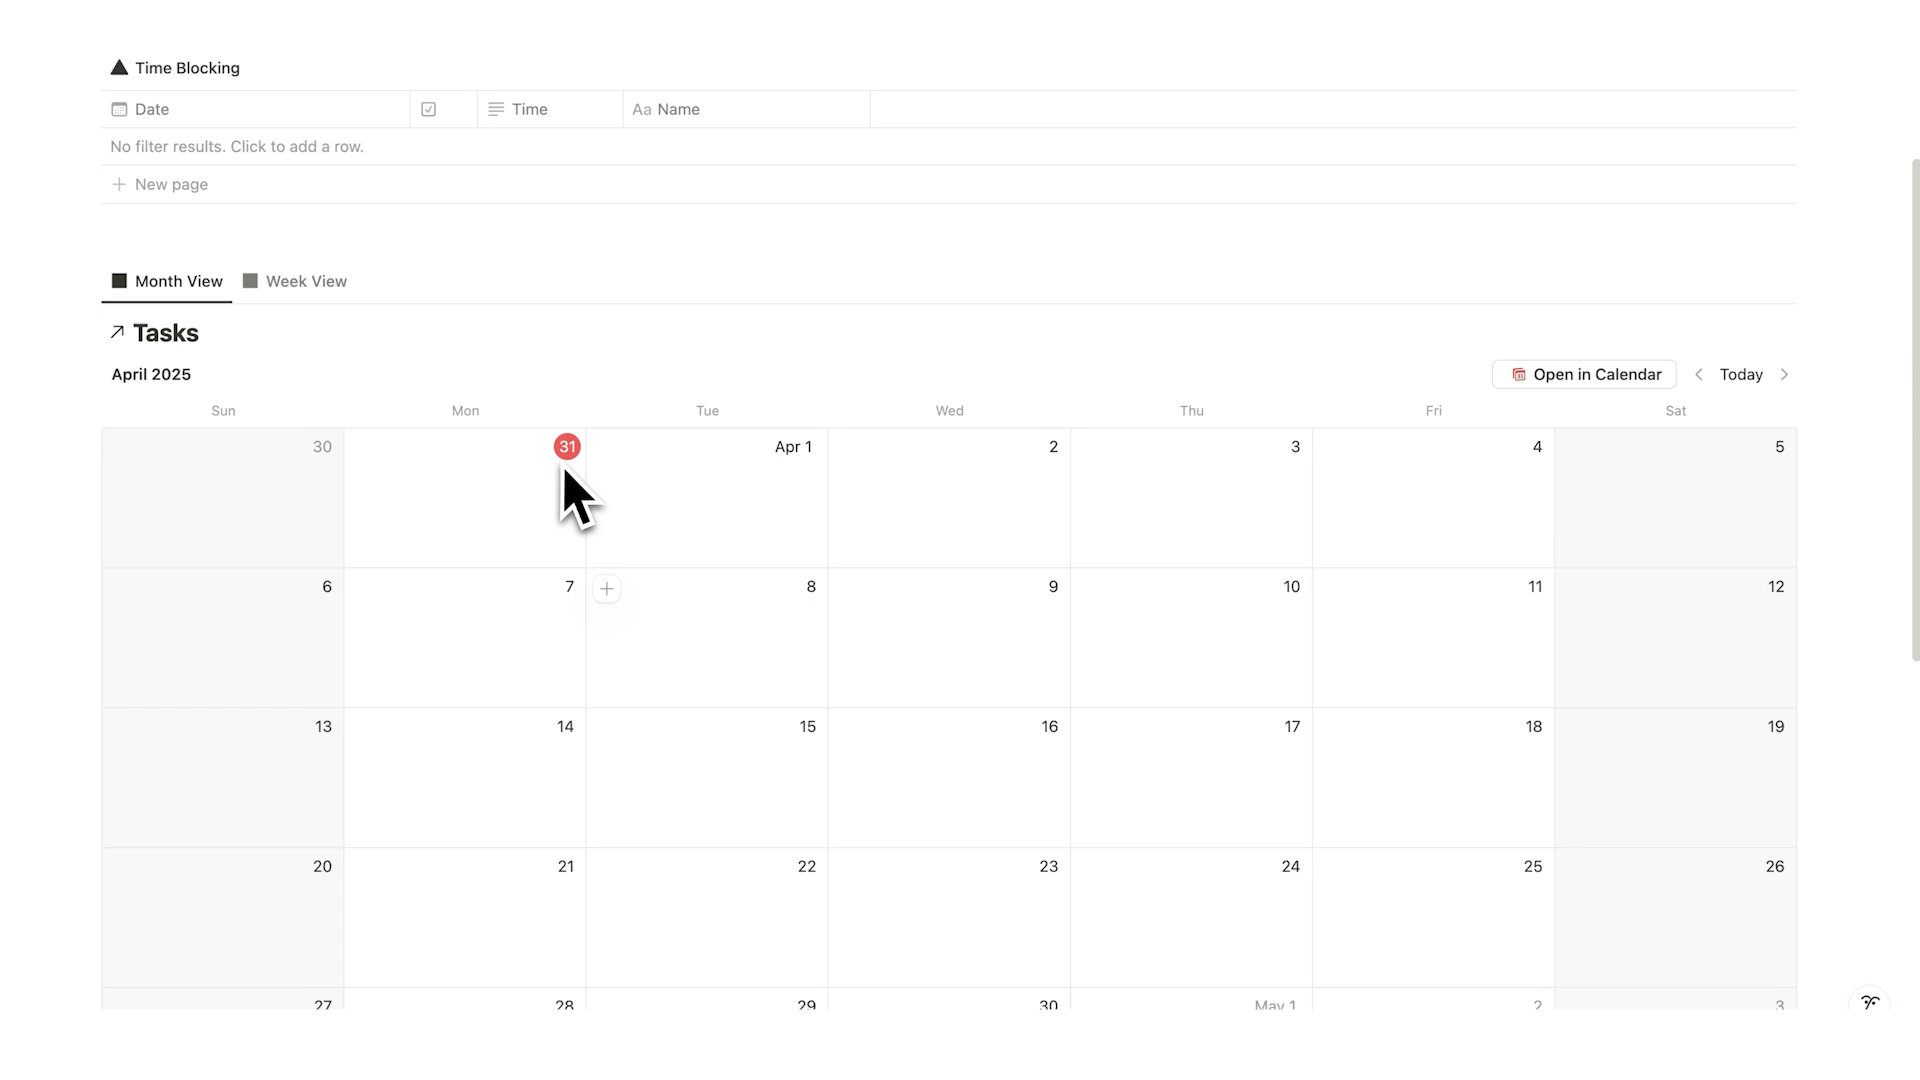 Time Blocking
Date Time Aa Name
No filter results. Click to add a row.
+ New page
Month View Week View
↗ Tasks
April 2025 Open in Calendar < Today >
Sun Mon Tue Wed Thu Fri Sat
30 31 Apr 1 2 3 4 5
6 7 + 8 9 10 11 12
13 14 15 16 17 18 19
20 21 22 23 24 25 26
27 28 29 30 May 1 2 3